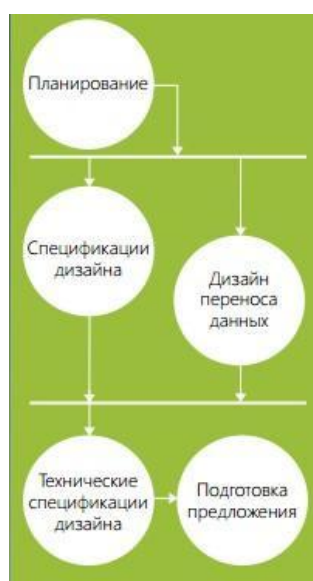 Планирование
Спецификации
дизайна
Дизайн
переноса
данных
Технические
спецификации
дизайна
Подготовка
предложения